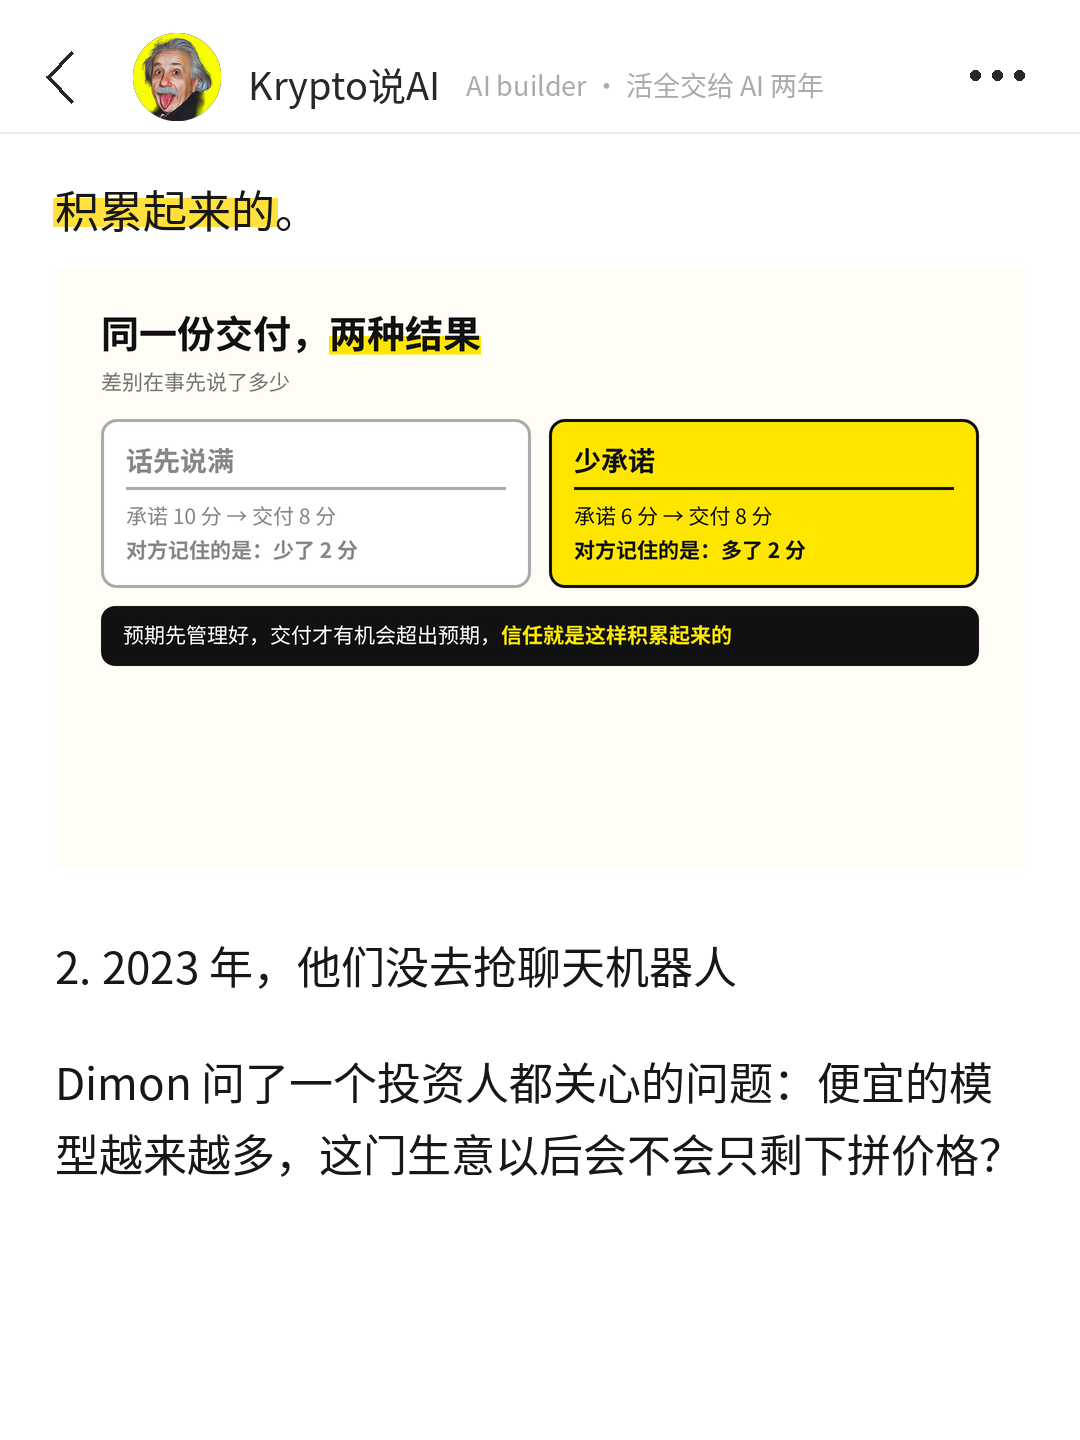 Krypto说AI AI builder · 活全交给 AI 两年
积累起来的。
同一份交付，两种结果
差别在事先说了多少
话先说满
承诺 10 分 → 交付 8 分
对方记住的是：少了 2 分
少承诺
承诺 6 分 → 交付 8 分
对方记住的是：多了 2 分
预期先管理好，交付才有机会超出预期，信任就是这样积累起来的
2. 2023 年，他们没去抢聊天机器人
Dimon 问了一个投资人都关心的问题：便宜的模
型越来越多，这门生意以后会不会只剩下拼价格？